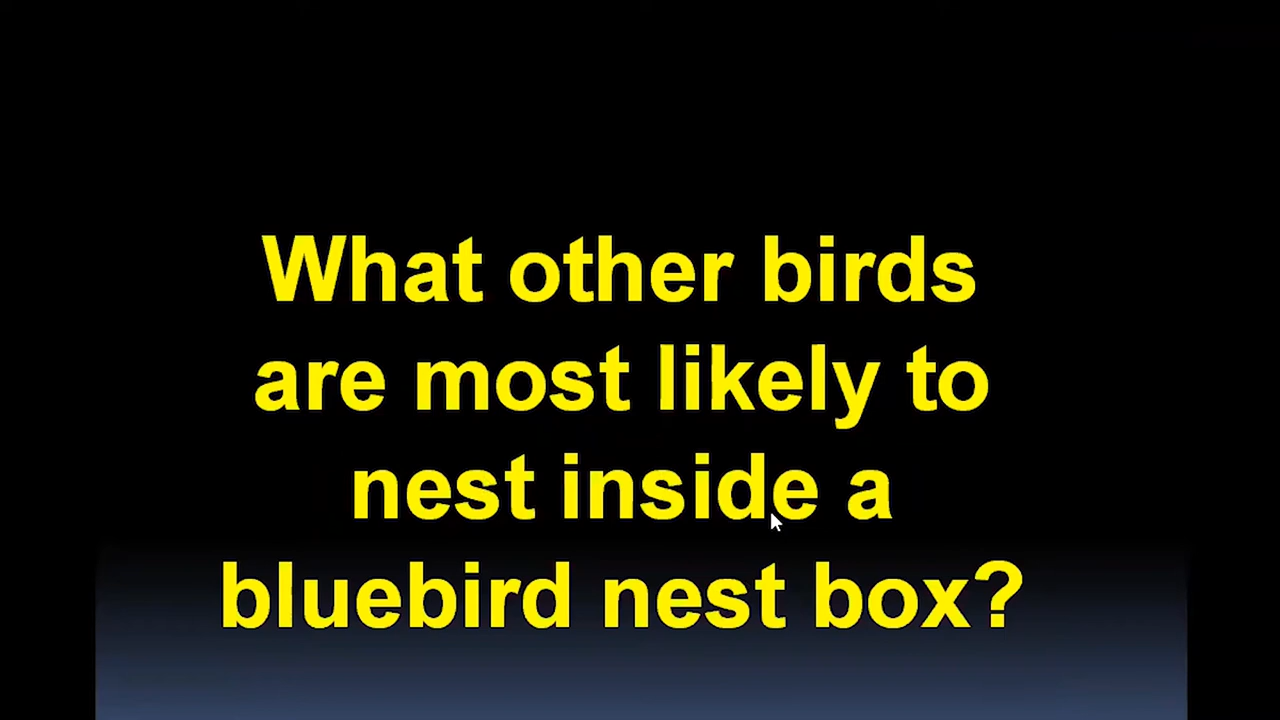 What other birds
are most likely to
nest inside a
bluebird nest box?